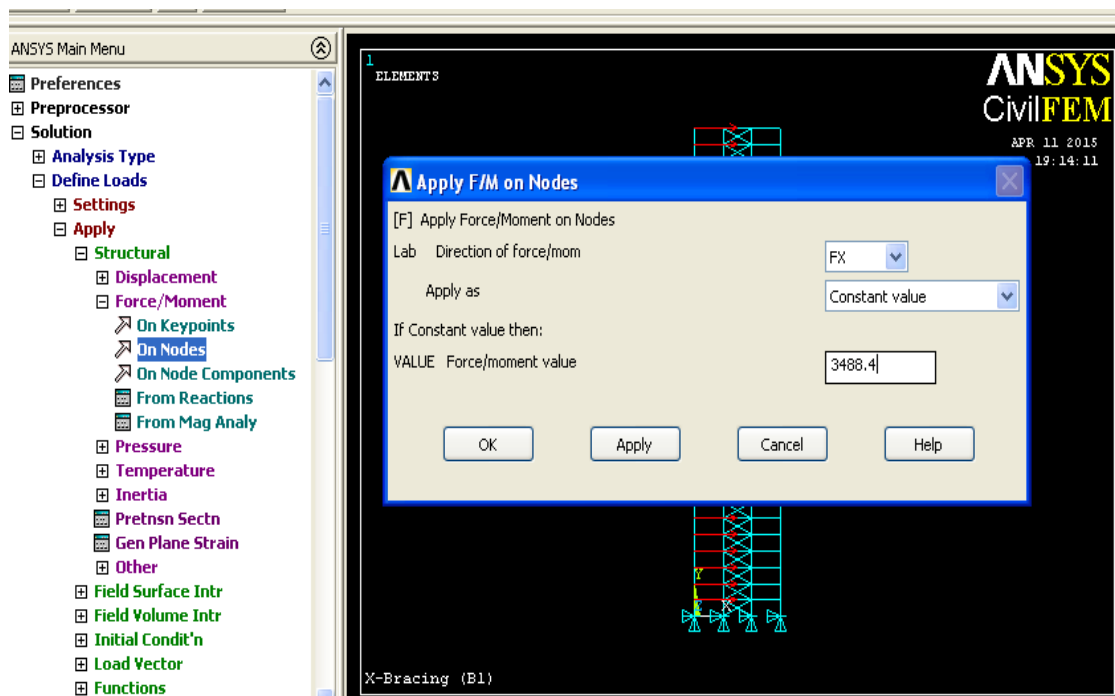 ANSYS Main Menu
Preferences
Preprocessor
Solution
Analysis Type
Define Loads
Settings
Apply
Structural
Displacement
Force/Moment
On Keypoints
On Nodes
On Node Components
From Reactions
From Mag Analy
Pressure
Temperature
Inertia
Pretnsn Sectn
Gen Plane Strain
Other
Field Surface Intr
Field Volume Intr
Initial Condit'n
Load Vector
Functions
1
ELEMENTS
ANSYS
CivilFEM
APR 11 2015
19:14:11
Apply F/M on Nodes
[F] Apply Force/Moment on Nodes
Lab Direction of force/mom FX
Apply as Constant value
If Constant value then:
VALUE Force/moment value 3488.4
OK Apply Cancel Help
Y
X-Bracing (B1)